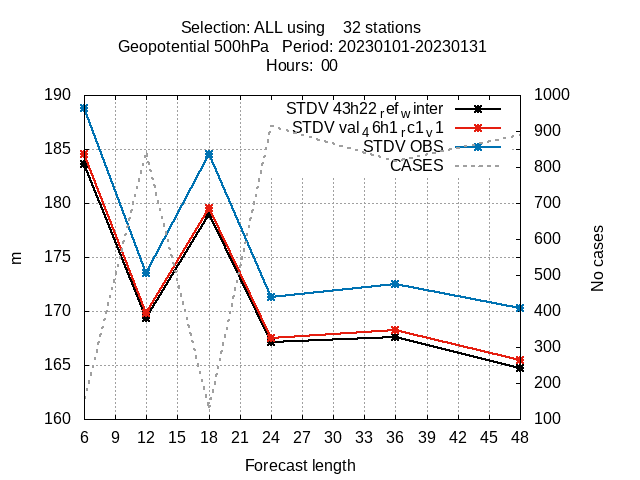 Selection: ALL using    32 stations
Geopotential 500hPa   Period: 20230101-20230131
Hours:  00
190
185
180
175
170
165
160
m
STDV 43h22ref_winter
STDV val46h1rc1v1
STDV OBS
CASES
1000
900
800
700
600
500
400
300
200
100
No cases
6 9 12 15 18 21 24 27 30 33 36 39 42 45 48
Forecast length